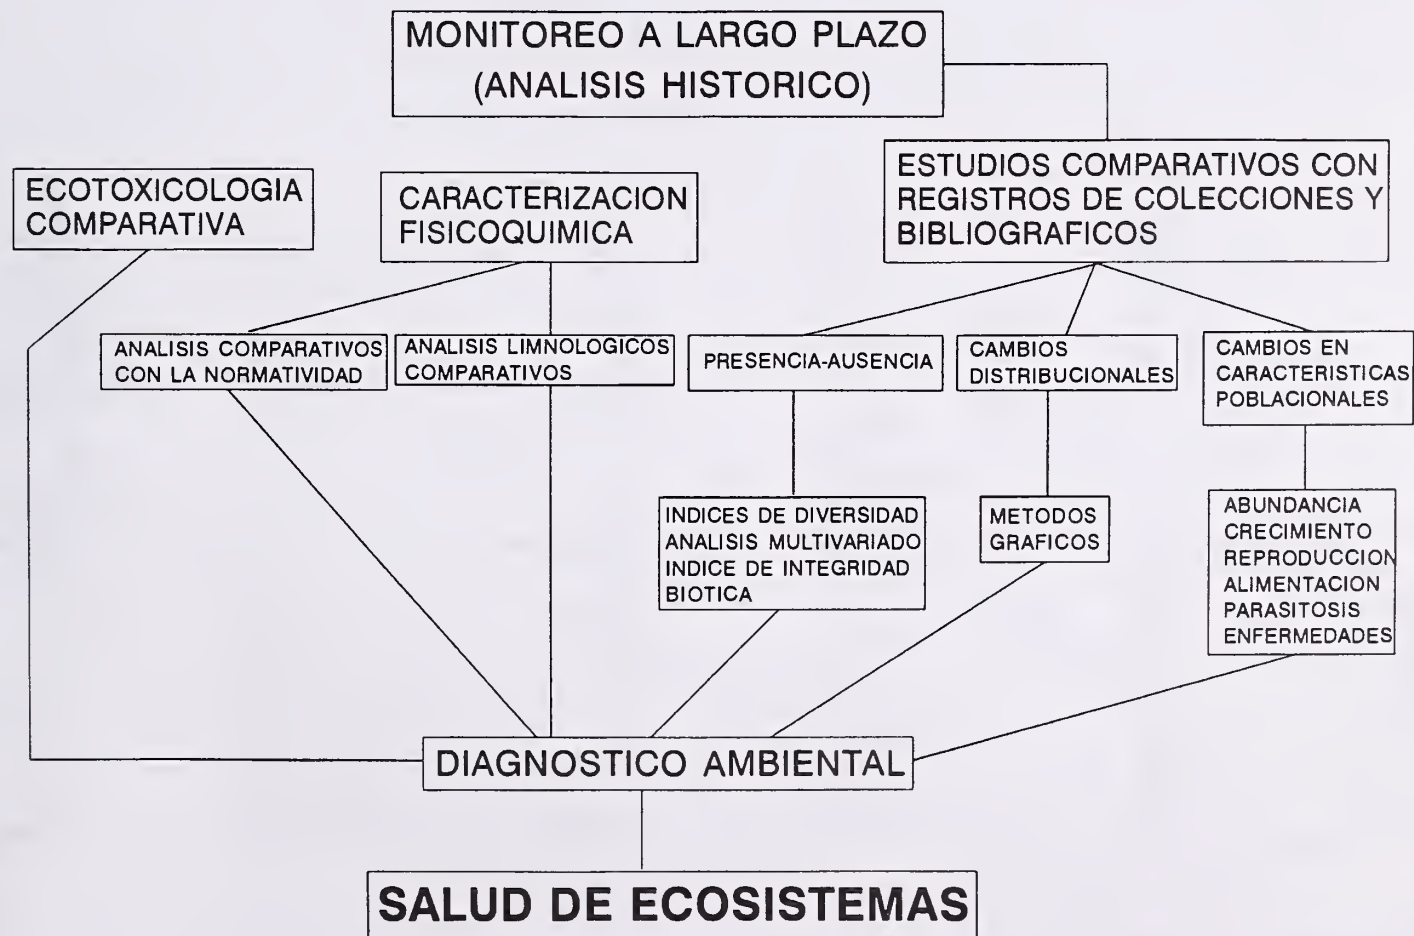 MONITOREO A LARGO PLAZO
(ANALISIS HISTORICO)
ECOTOXICOLOGIA
COMPARATIVA
CARACTERIZACION
FISICOQUIMICA
ESTUDIOS COMPARATIVOS CON
REGISTROS DE COLECCIONES Y
BIBLIOGRAFICOS
ANALISIS COMPARATIVOS
CON LA NORMATIVIDAD
ANALISIS LIMNOLOGICOS
COMPARATIVOS
PRESENCIA-AUSENCIA
CAMBIOS
DISTRIBUCIONALES
CAMBIOS EN
CARACTERISTICAS
POBLACIONALES
INDICES DE DIVERSIDAD
ANALISIS MULTIVARIADO
INDICE DE INTEGRIDAD
BIOTICA
METODOS
GRAFICOS
ABUNDANCIA
CRECIMIENTO
REPRODUCCION
ALIMENTACION
PARASITOSIS
ENFERMEDADES
DIAGNOSTICO AMBIENTAL
SALUD DE ECOSISTEMAS